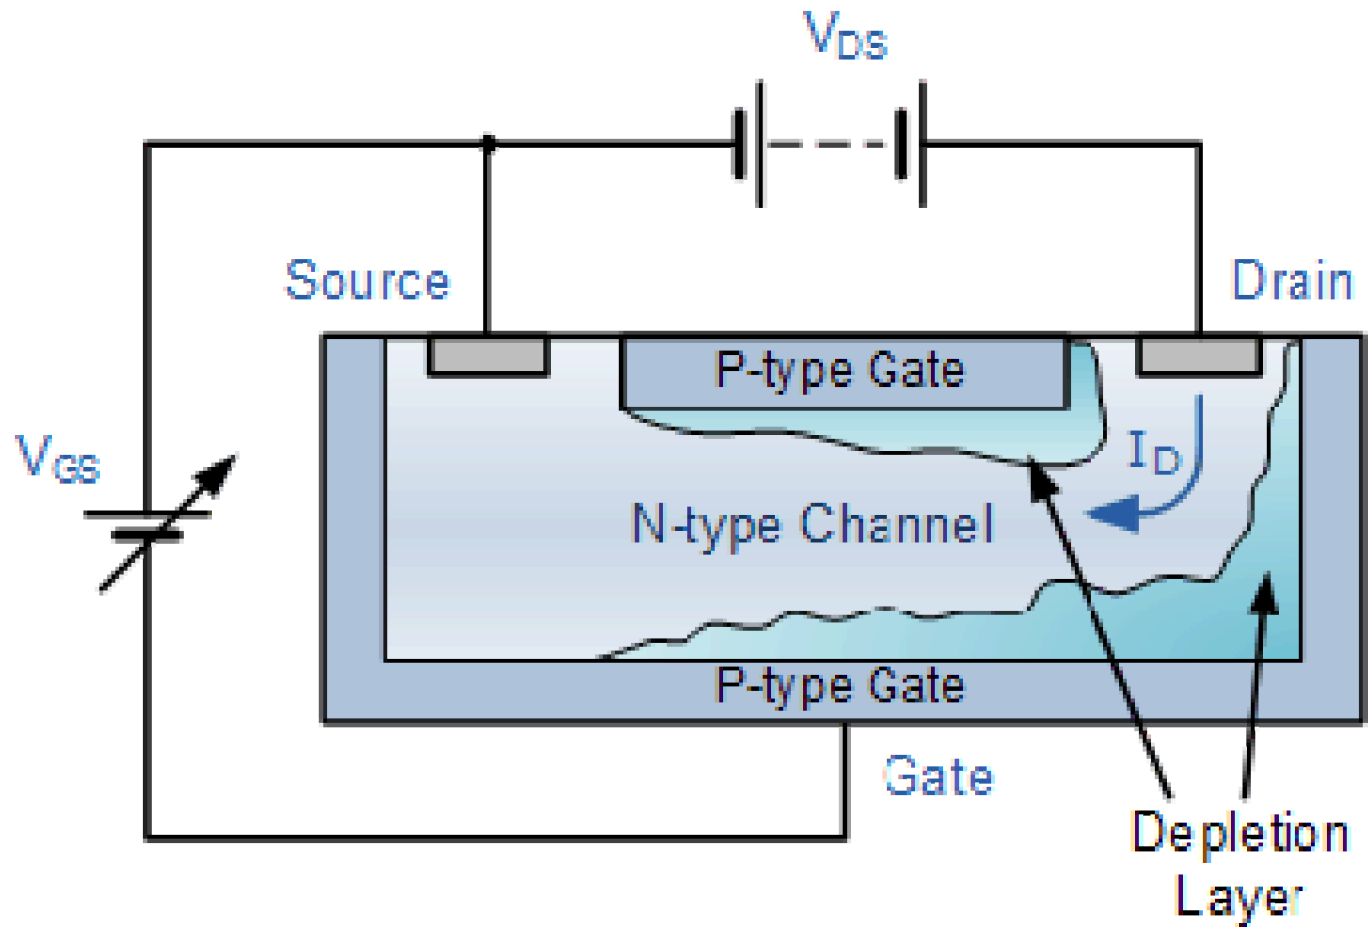 VDS
Source
Drain
P-type Gate
VGS
ID
N-type Channel
P-type Gate
Gate
Depletion
Layer